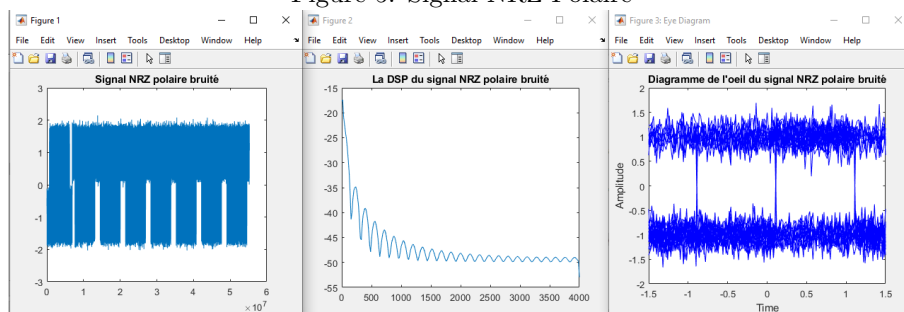 Figure 5: Signal NRZ Polaire
Figure 1
File Edit View Insert Tools Desktop Window Help
Signal NRZ polaire bruité
3
2
1
0
-1
-2
-3
0 1 2 3 4 5 6
×10^7
Figure 2
File Edit View Insert Tools Desktop Window Help
La DSP du signal NRZ polaire bruité
-15
-20
-25
-30
-35
-40
-45
-50
-55
0 500 1000 1500 2000 2500 3000 3500 4000
Figure 3: Eye Diagram
File Edit View Insert Tools Desktop Window Help
Diagramme de l'oeil du signal NRZ polaire bruité
2
1.5
1
0.5
0
-0.5
-1
-1.5
-2
Amplitude
-1.5 -1 -0.5 0 0.5 1 1.5
Time